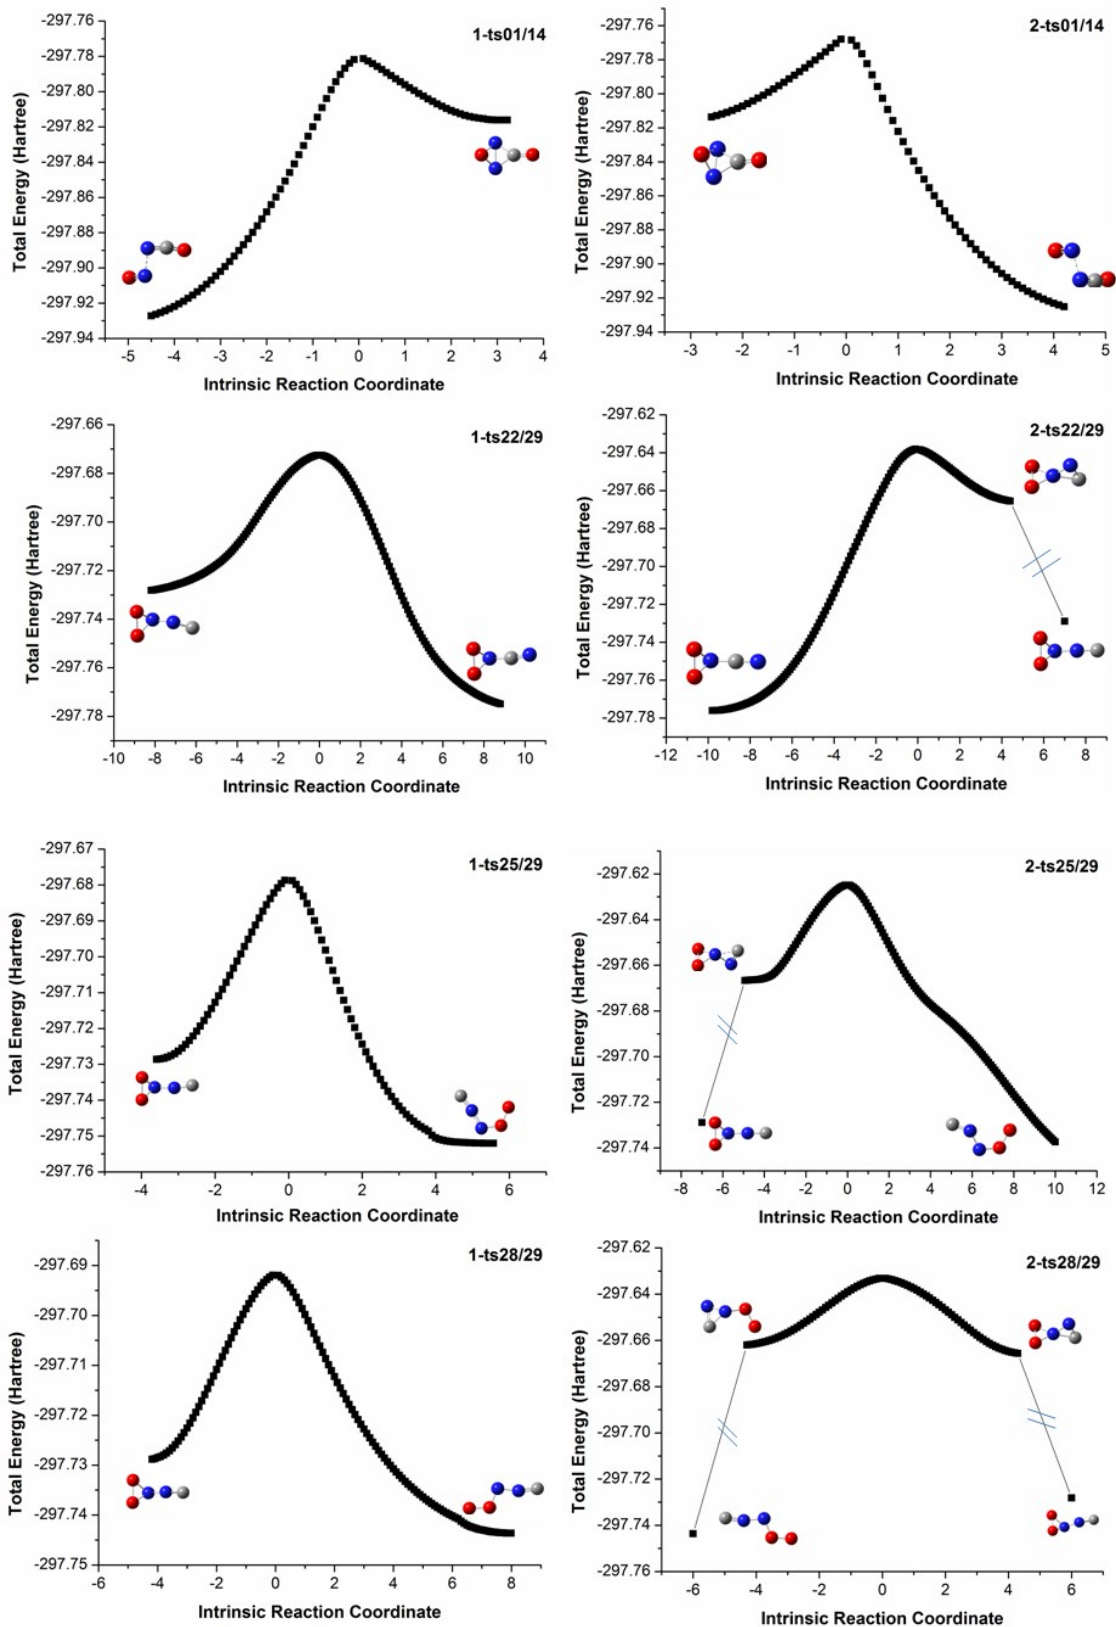 1-ts01/14
Total Energy (Hartree)
-297.76
-297.78
-297.80
-297.82
-297.84
-297.86
-297.88
-297.90
-297.92
-297.94
-5 -4 -3 -2 -1 0 1 2 3 4
Intrinsic Reaction Coordinate
2-ts01/14
Total Energy (Hartree)
-297.76
-297.78
-297.80
-297.82
-297.84
-297.86
-297.88
-297.90
-297.92
-297.94
-3 -2 -1 0 1 2 3 4 5
Intrinsic Reaction Coordinate
1-ts22/29
Total Energy (Hartree)
-297.66
-297.68
-297.70
-297.72
-297.74
-297.76
-297.78
-10 -8 -6 -4 -2 0 2 4 6 8 10
Intrinsic Reaction Coordinate
2-ts22/29
Total Energy (Hartree)
-297.62
-297.64
-297.66
-297.68
-297.70
-297.72
-297.74
-297.76
-297.78
-12 -10 -8 -6 -4 -2 0 2 4 6 8
Intrinsic Reaction Coordinate
1-ts25/29
Total Energy (Hartree)
-297.67
-297.68
-297.69
-297.70
-297.71
-297.72
-297.73
-297.74
-297.75
-297.76
-4 -2 0 2 4 6
Intrinsic Reaction Coordinate
2-ts25/29
Total Energy (Hartree)
-297.62
-297.64
-297.66
-297.68
-297.70
-297.72
-297.74
-8 -6 -4 -2 0 2 4 6 8 10 12
Intrinsic Reaction Coordinate
1-ts28/29
Total Energy (Hartree)
-297.69
-297.70
-297.71
-297.72
-297.73
-297.74
-297.75
-6 -4 -2 0 2 4 6 8
Intrinsic Reaction Coordinate
2-ts28/29
Total Energy (Hartree)
-297.62
-297.64
-297.66
-297.68
-297.70
-297.72
-297.74
-297.76
-6 -4 -2 0 2 4 6
Intrinsic Reaction Coordinate